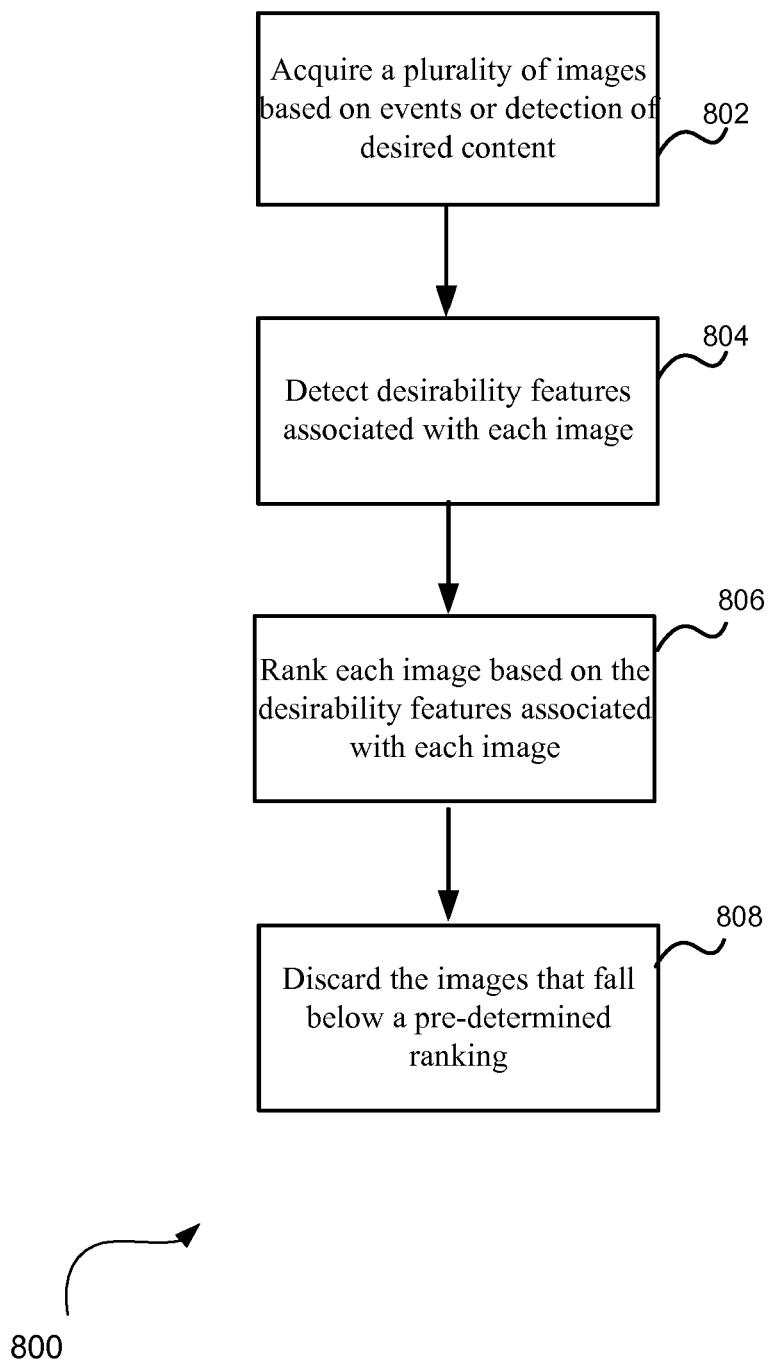 Acquire a plurality of images
based on events or detection of
desired content
802
Detect desirability features
associated with each image
804
Rank each image based on the
desirability features associated
with each image
806
Discard the images that fall
below a pre-determined
ranking
808
800